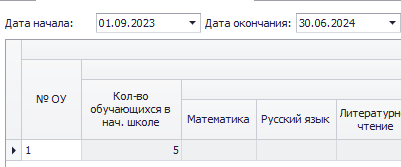 Дата начала: 01.09.2023 Дата окончания: 30.06.2024
№ ОУ
Кол-во
обучающихся в
нач. школе
Математика
Русский язык
Литературн
чтение
1 5